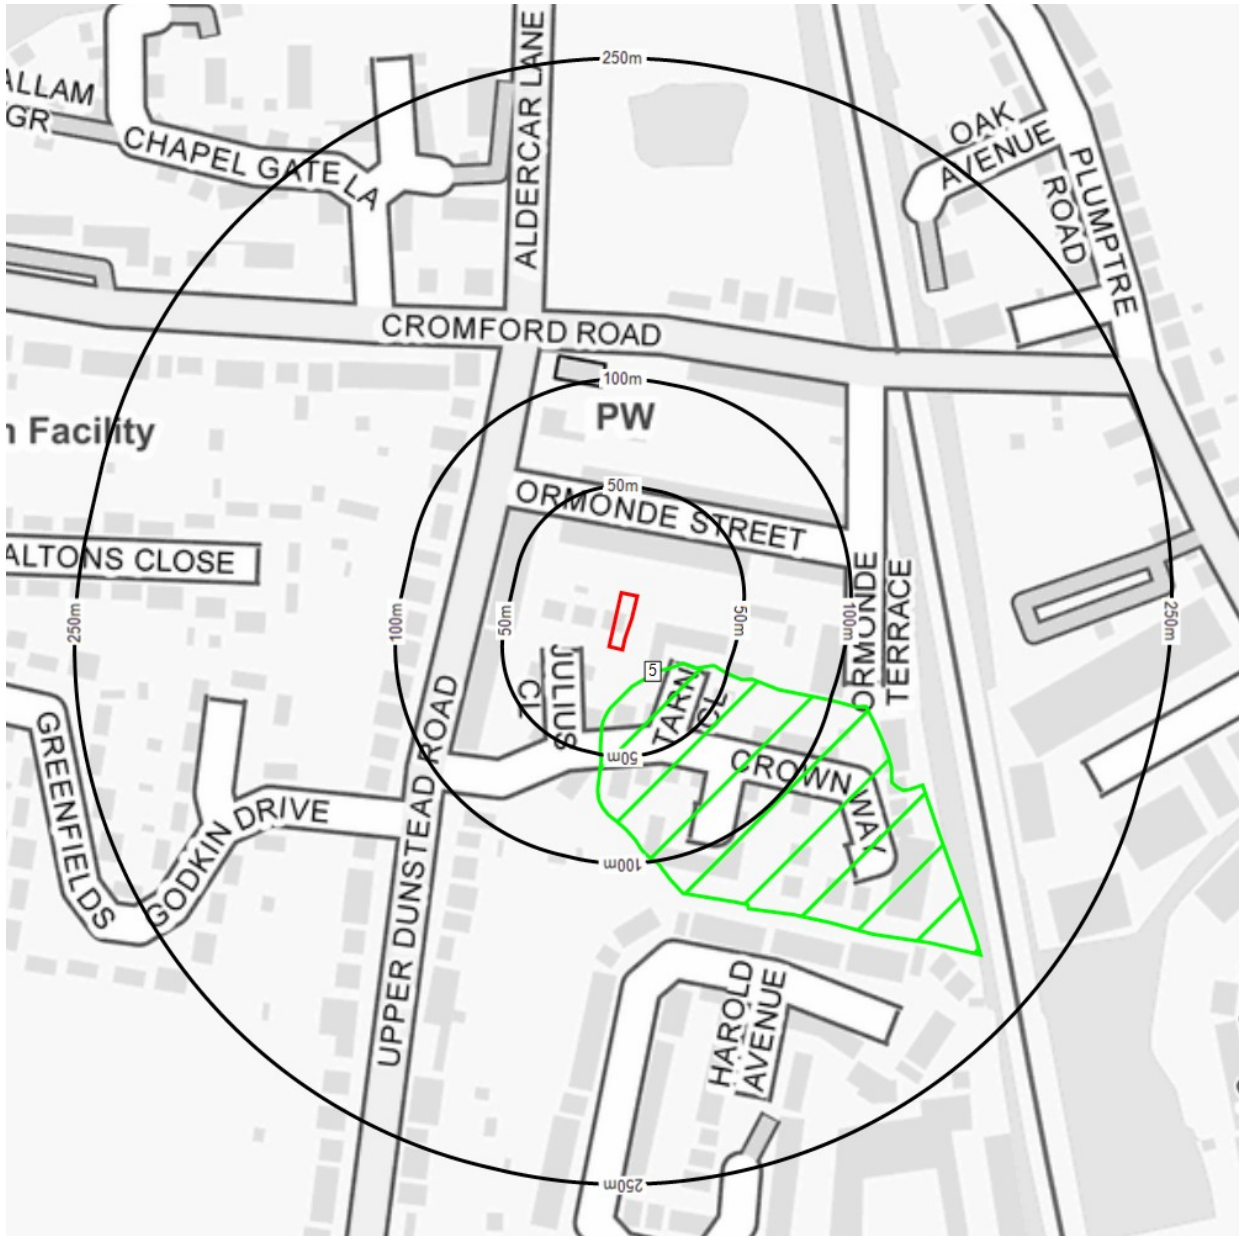 250m
ALDERCAR LANE
ALLAM
GR
CHAPEL GATE
LA
OAK
AVENUE
PLUMPTRE
ROAD
CROMFORD ROAD
100m
PW
n Facility
50m
ORMONDE STREET
ALTONS CLOSE
ORMONDE
TERRACE
250m
100m
50m
50m
100m
250m
5
JULIUS
CL
TARN
CL
UPPER DUNSTEAD ROAD
50m
CROWN WAY
GREENFIELDS
GODKIN DRIVE
100m
HAROLD
AVENUE
250m